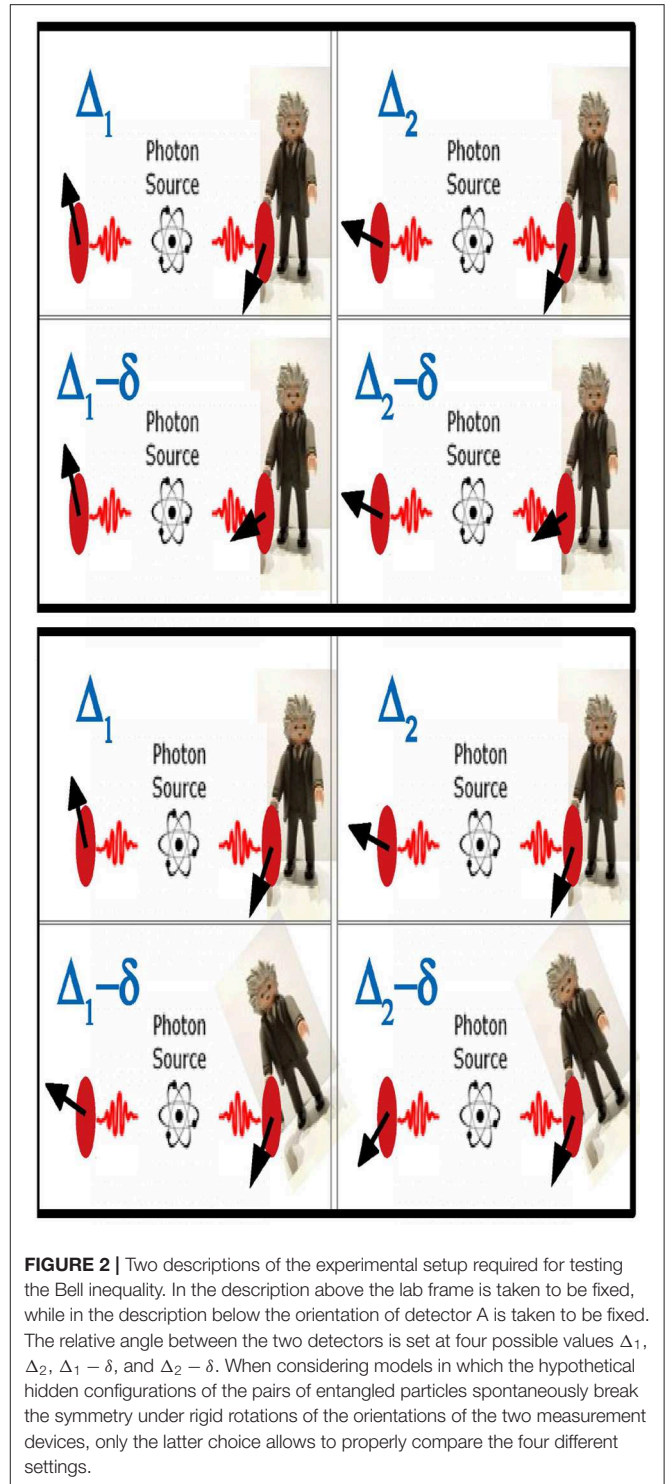 Δ₁
Photon
Source
Δ₂
Photon
Source
Δ₁–δ
Photon
Source
Δ₂–δ
Photon
Source
Δ₁
Photon
Source
Δ₂
Photon
Source
Δ₁–δ
Photon
Source
Δ₂–δ
Photon
Source
FIGURE 2 | Two descriptions of the experimental setup required for testing
the Bell inequality. In the description above the lab frame is taken to be fixed,
while in the description below the orientation of detector A is taken to be fixed.
The relative angle between the two detectors is set at four possible values Δ₁,
Δ₂, Δ₁ − δ, and Δ₂ − δ. When considering models in which the hypothetical
hidden configurations of the pairs of entangled particles spontaneously break
the symmetry under rigid rotations of the orientations of the two measurement
devices, only the latter choice allows to properly compare the four different
settings.